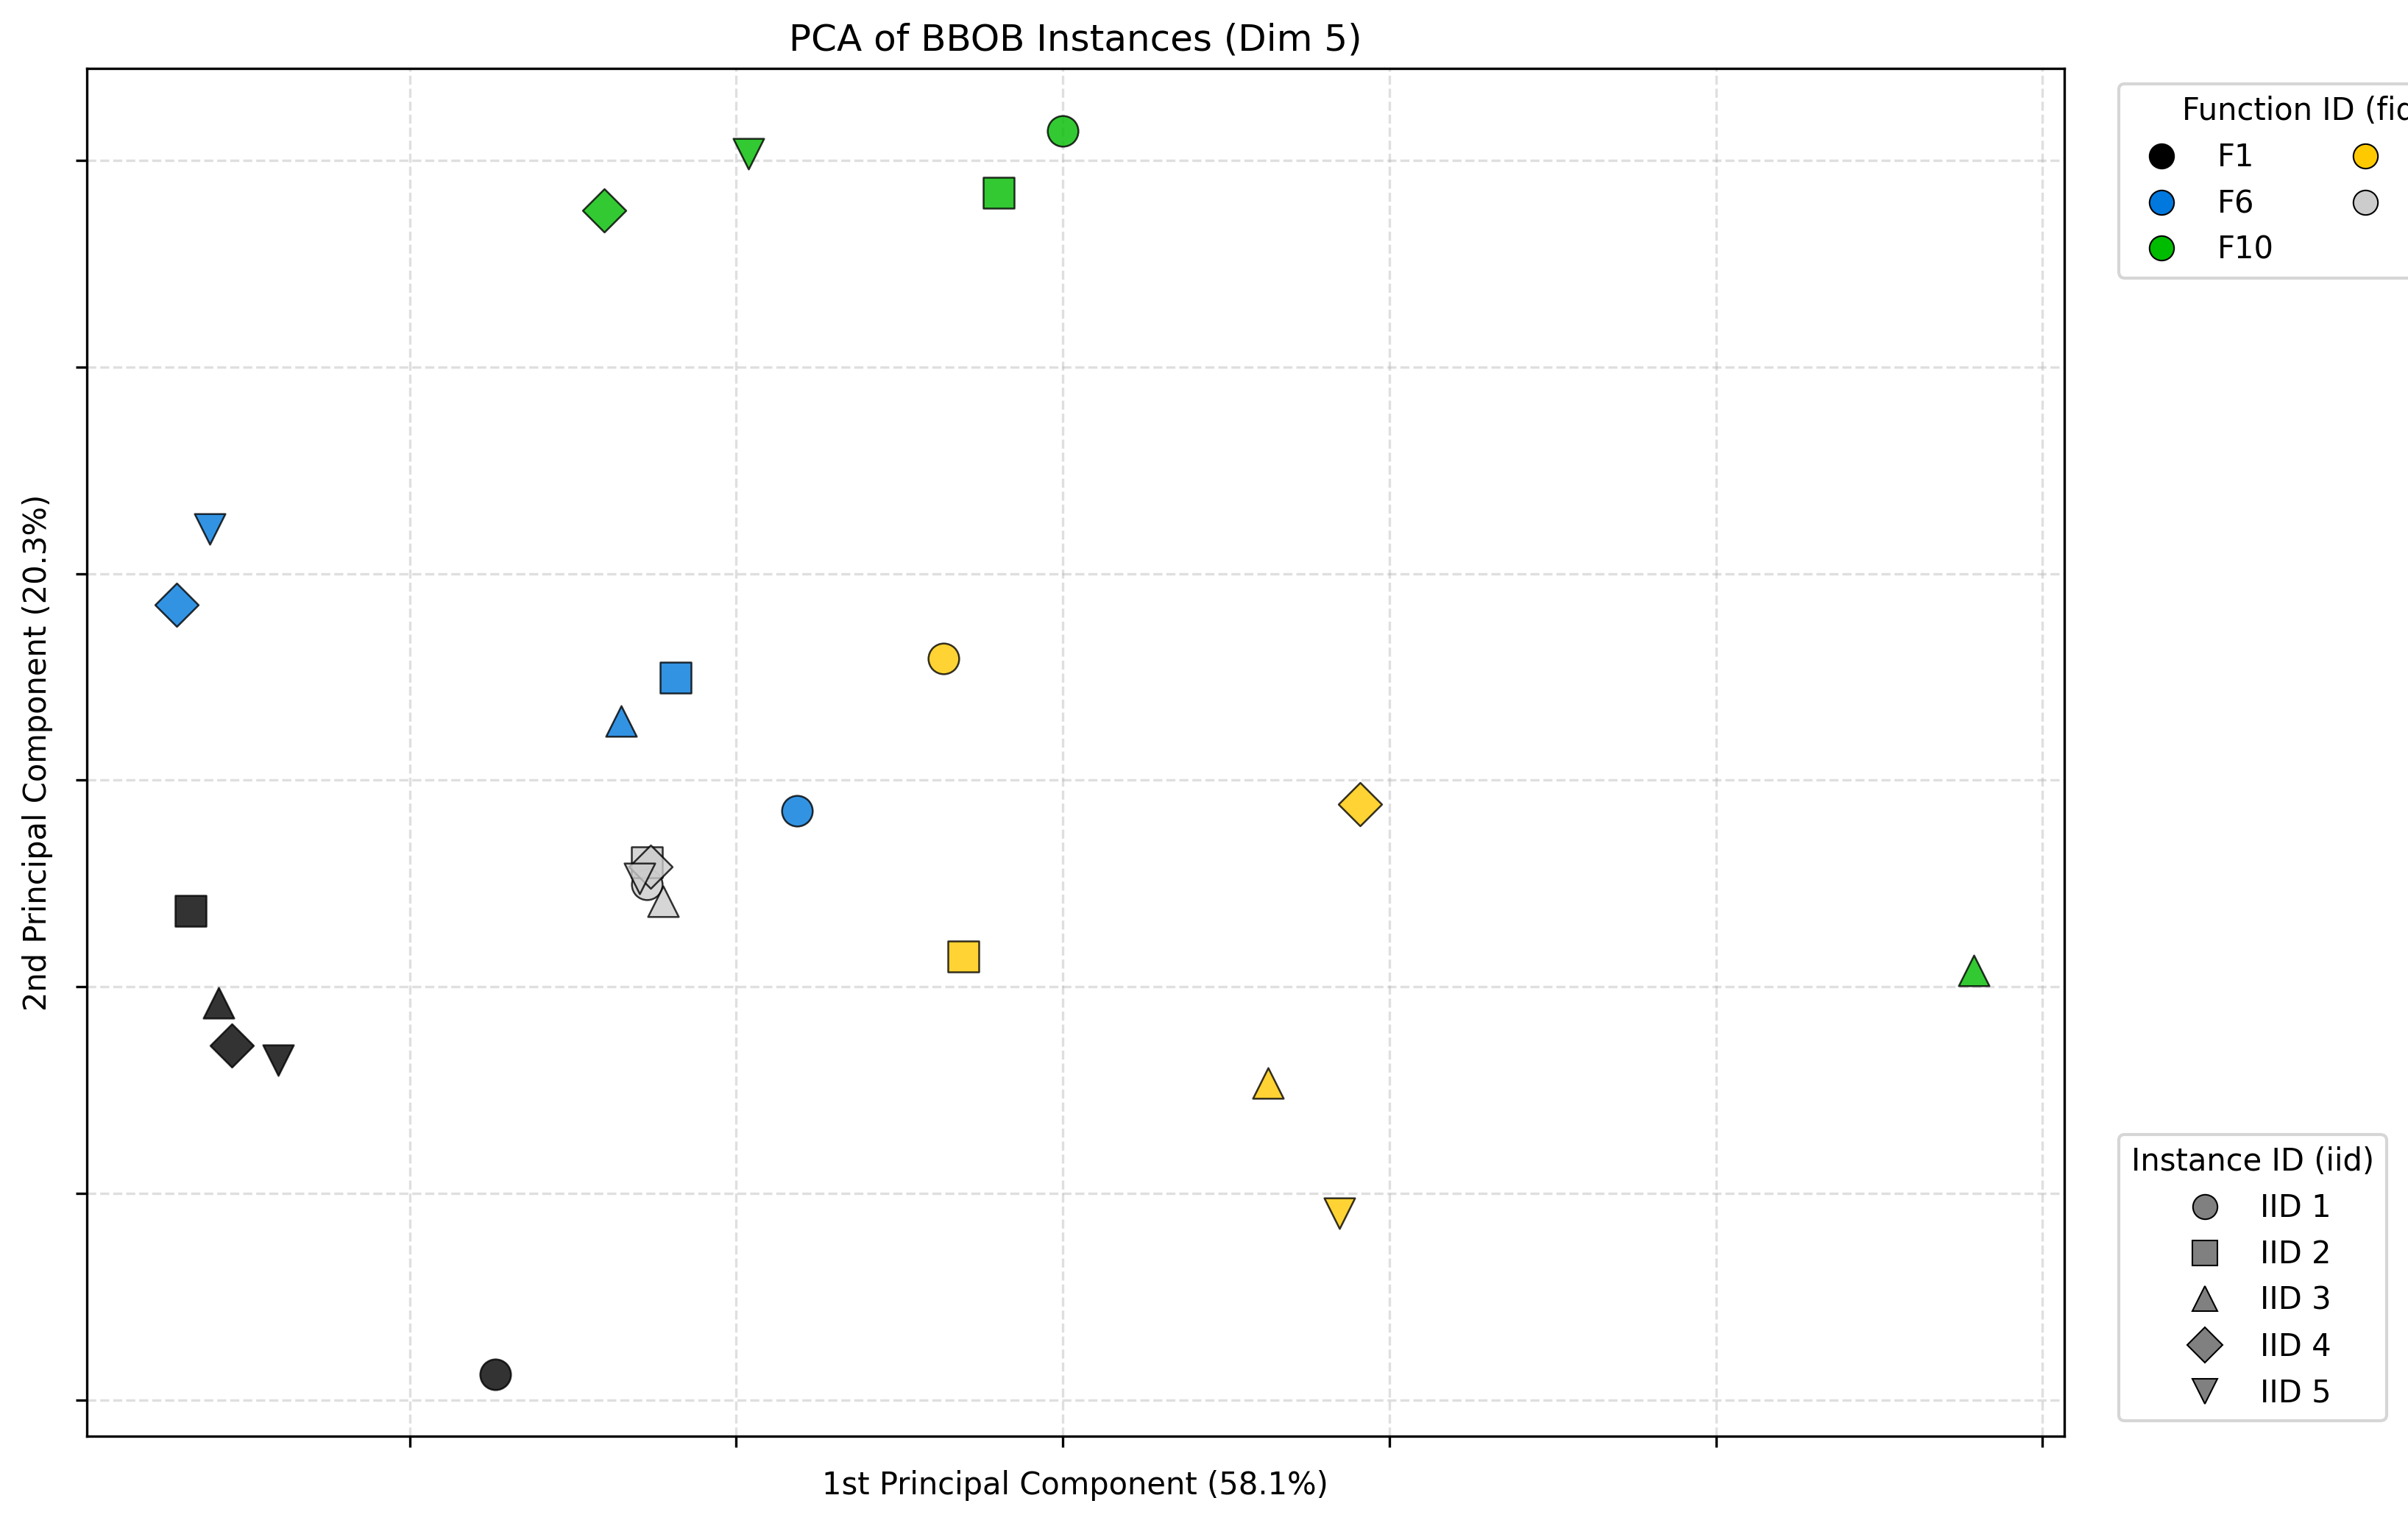 PCA of BBOB Instances (Dim 5)
2nd Principal Component (20.3%)
1st Principal Component (58.1%)
Function ID (fid
F1
F6
F10
Instance ID (iid)
IID 1
IID 2
IID 3
IID 4
IID 5